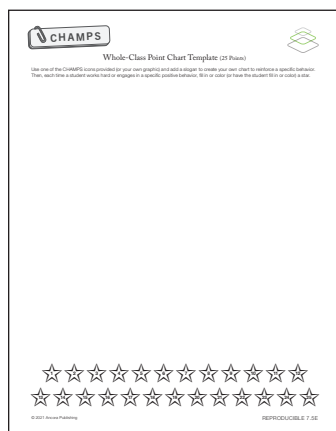 CHAMPS
Whole-Class Point Chart Template (25 Points)
Use one of the CHAMPS icons provided (or your own graphic) and add a slogan to create your own chart to reinforce a specific behavior.
Then, each time a student works hard or engages in a specific positive behavior, fill in or color (or have the student fill in or color) a star.
© 2021 Ancora Publishing
REPRODUCIBLE 7.5E